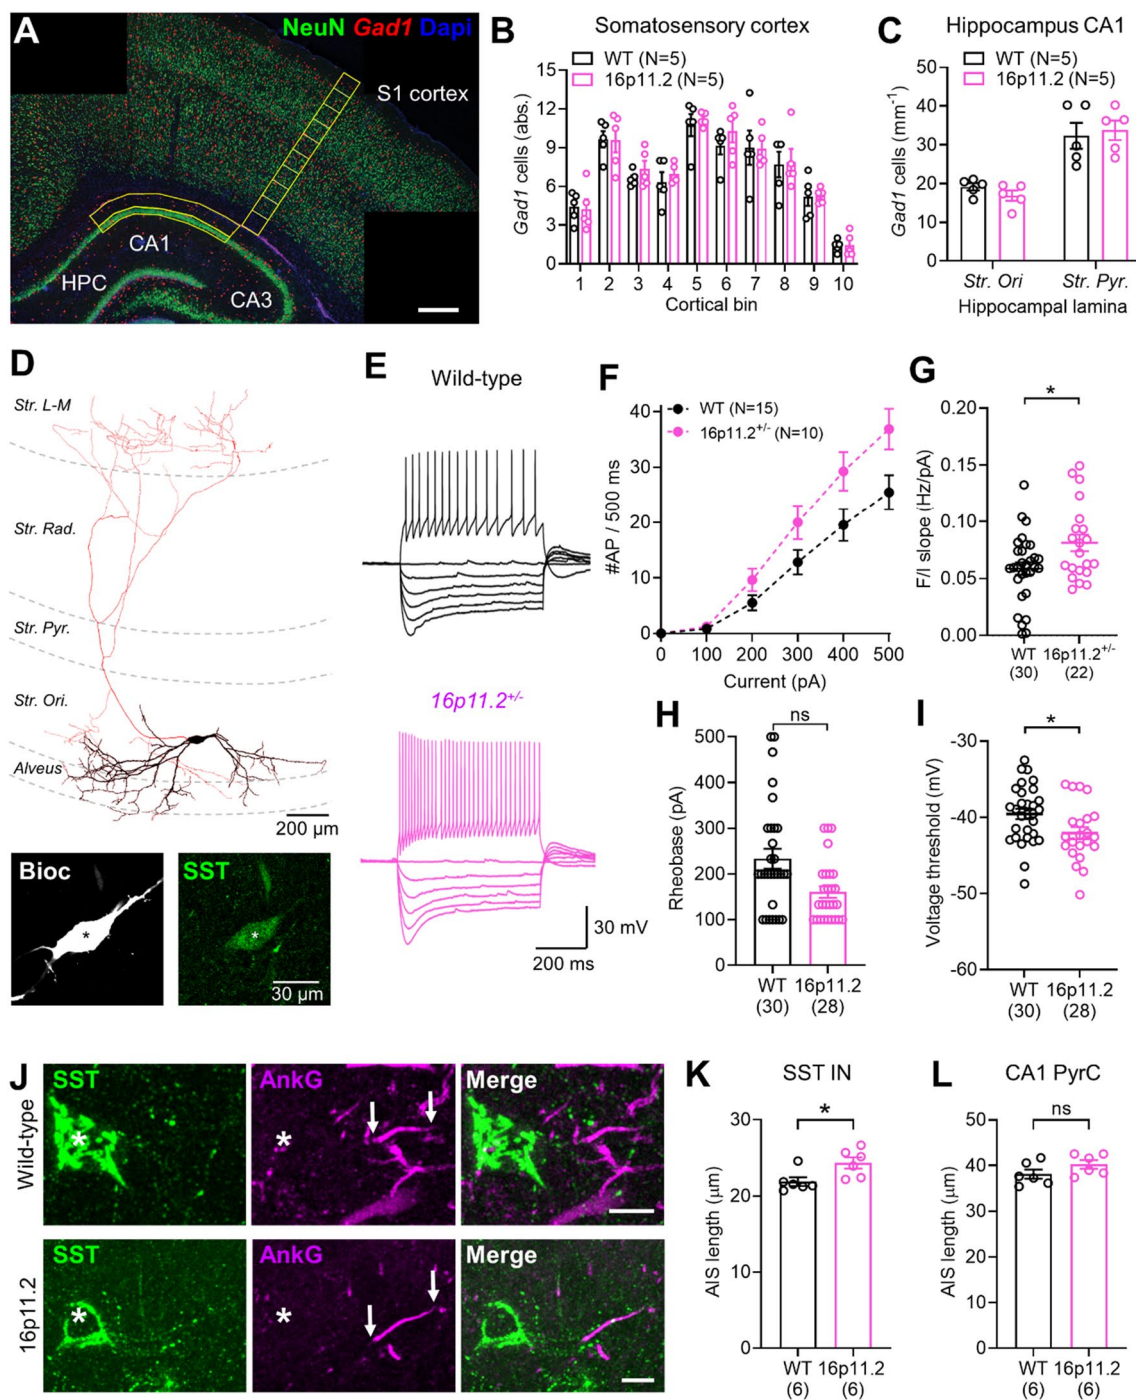 A
NeuN Gad1 Dapi
S1 cortex
CA1
HPC
CA3
B
Somatosensory cortex
WT (N=5)
16p11.2 (N=5)
Gad1 cells (abs.)
15
12
9
6
3
0
1 2 3 4 5 6 7 8 9 10
Cortical bin
C
Hippocampus CA1
WT (N=5)
16p11.2 (N=5)
Gad1 cells (mm⁻¹)
50
40
30
20
10
0
Str. Ori Str. Pyr.
Hippocampal lamina
D
Str. L-M
Str. Rad.
Str. Pyr.
Str. Ori.
Alveus
200 µm
Bioc
*
SST
*
30 µm
E
Wild-type
16p11.2⁺/⁻
30 mV
200 ms
F
WT (N=15)
16p11.2⁺/⁻ (N=10)
#AP / 500 ms
40
30
20
10
0
0 100 200 300 400 500
Current (pA)
G
*
F/I slope (Hz/pA)
0.20
0.15
0.10
0.05
0.00
WT 16p11.2⁺/⁻
(30) (22)
H
ns
Rheobase (pA)
500
400
300
200
100
0
WT 16p11.2
(30) (28)
I
*
Voltage threshold (mV)
-30
-40
-50
-60
WT 16p11.2
(30) (28)
J
Wild-type
SST AnkG Merge
* *
16p11.2
SST AnkG Merge
* *
K
SST IN
*
AIS length (µm)
30
20
10
0
WT 16p11.2
(6) (6)
L
CA1 PyrC
ns
AIS length (µm)
50
40
30
20
10
0
WT 16p11.2
(6) (6)